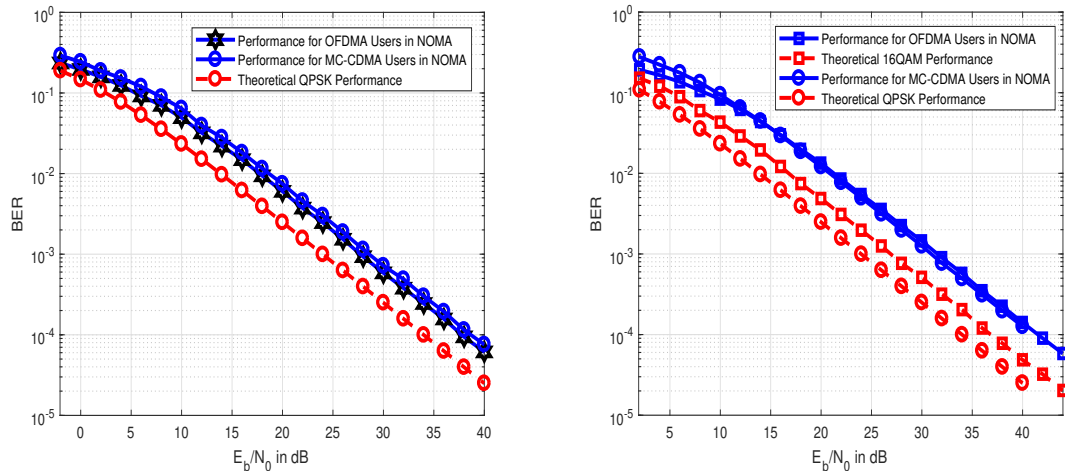 10^0
10^-1
10^-2
10^-3
10^-4
10^-5
BER
0 5 10 15 20 25 30 35 40
E_b/N_0 in dB
Performance for OFDMA Users in NOMA
Performance for MC-CDMA Users in NOMA
Theoretical QPSK Performance
10^0
10^-1
10^-2
10^-3
10^-4
10^-5
BER
5 10 15 20 25 30 35 40
E_b/N_0 in dB
Performance for OFDMA Users in NOMA
Theoretical 16QAM Performance
Performance for MC-CDMA Users in NOMA
Theoretical QPSK Performance